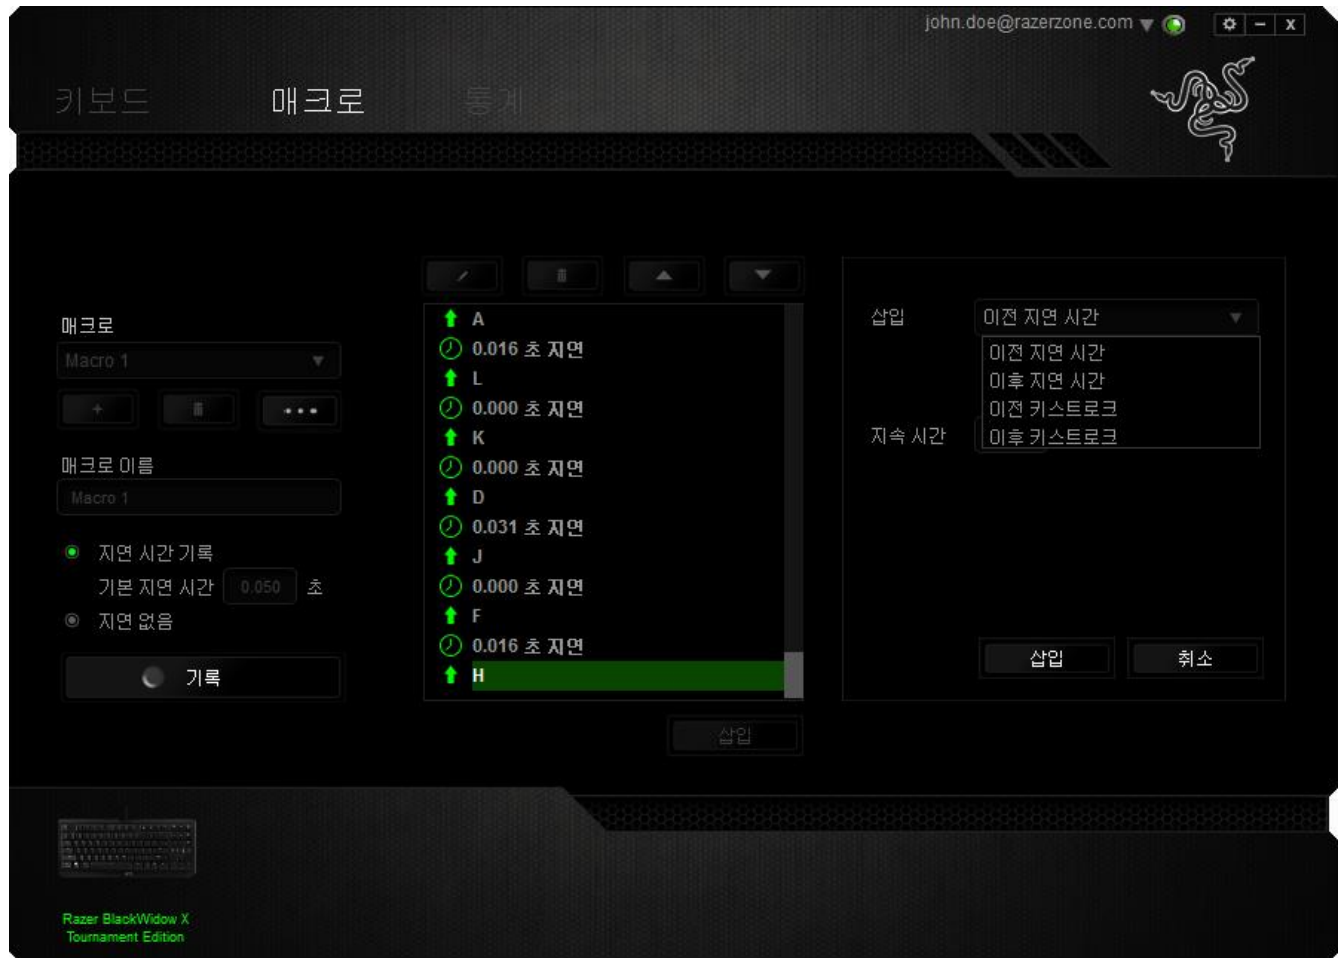 john.doe@razerzone.com
키보드
매크로
통계
매크로
Macro 1
매크로 이름
Macro 1
지연 시간 기록
기본 지연 시간 0.050 초
지연 없음
기록
A
0.016 초 지연
L
0.000 초 지연
K
0.000 초 지연
D
0.031 초 지연
J
0.000 초 지연
F
0.016 초 지연
H
삽입
삽입 이전 지연 시간
이전 지연 시간
이후 지연 시간
이전 키스트로크
이후 키스트로크
지속 시간
삽입
취소
Razer BlackWidow X
Tournament Edition